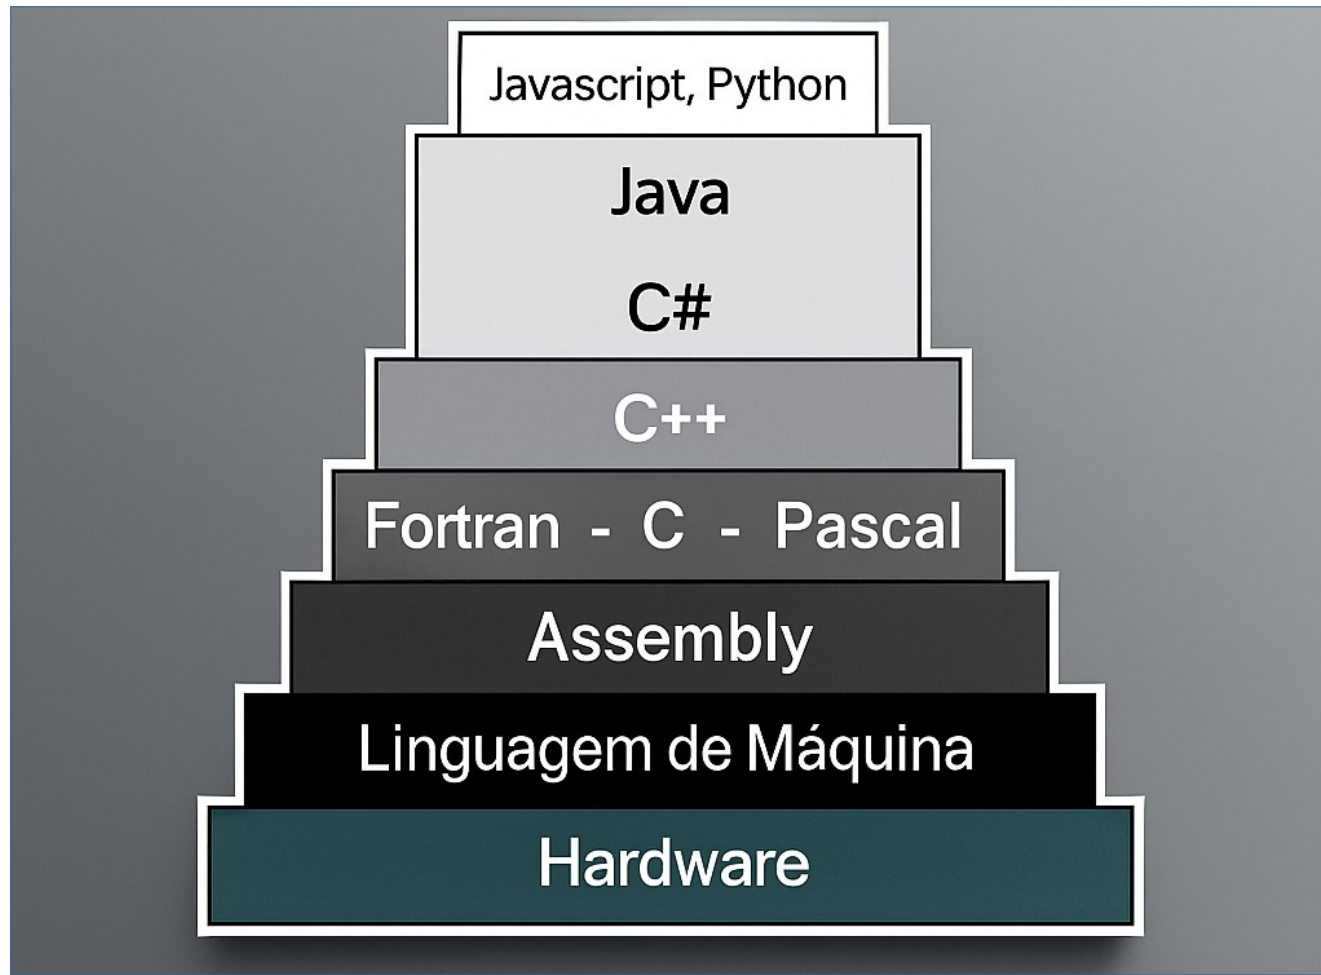 Javascript, Python
Java
C#
C++
Fortran - C - Pascal
Assembly
Linguagem de Máquina
Hardware